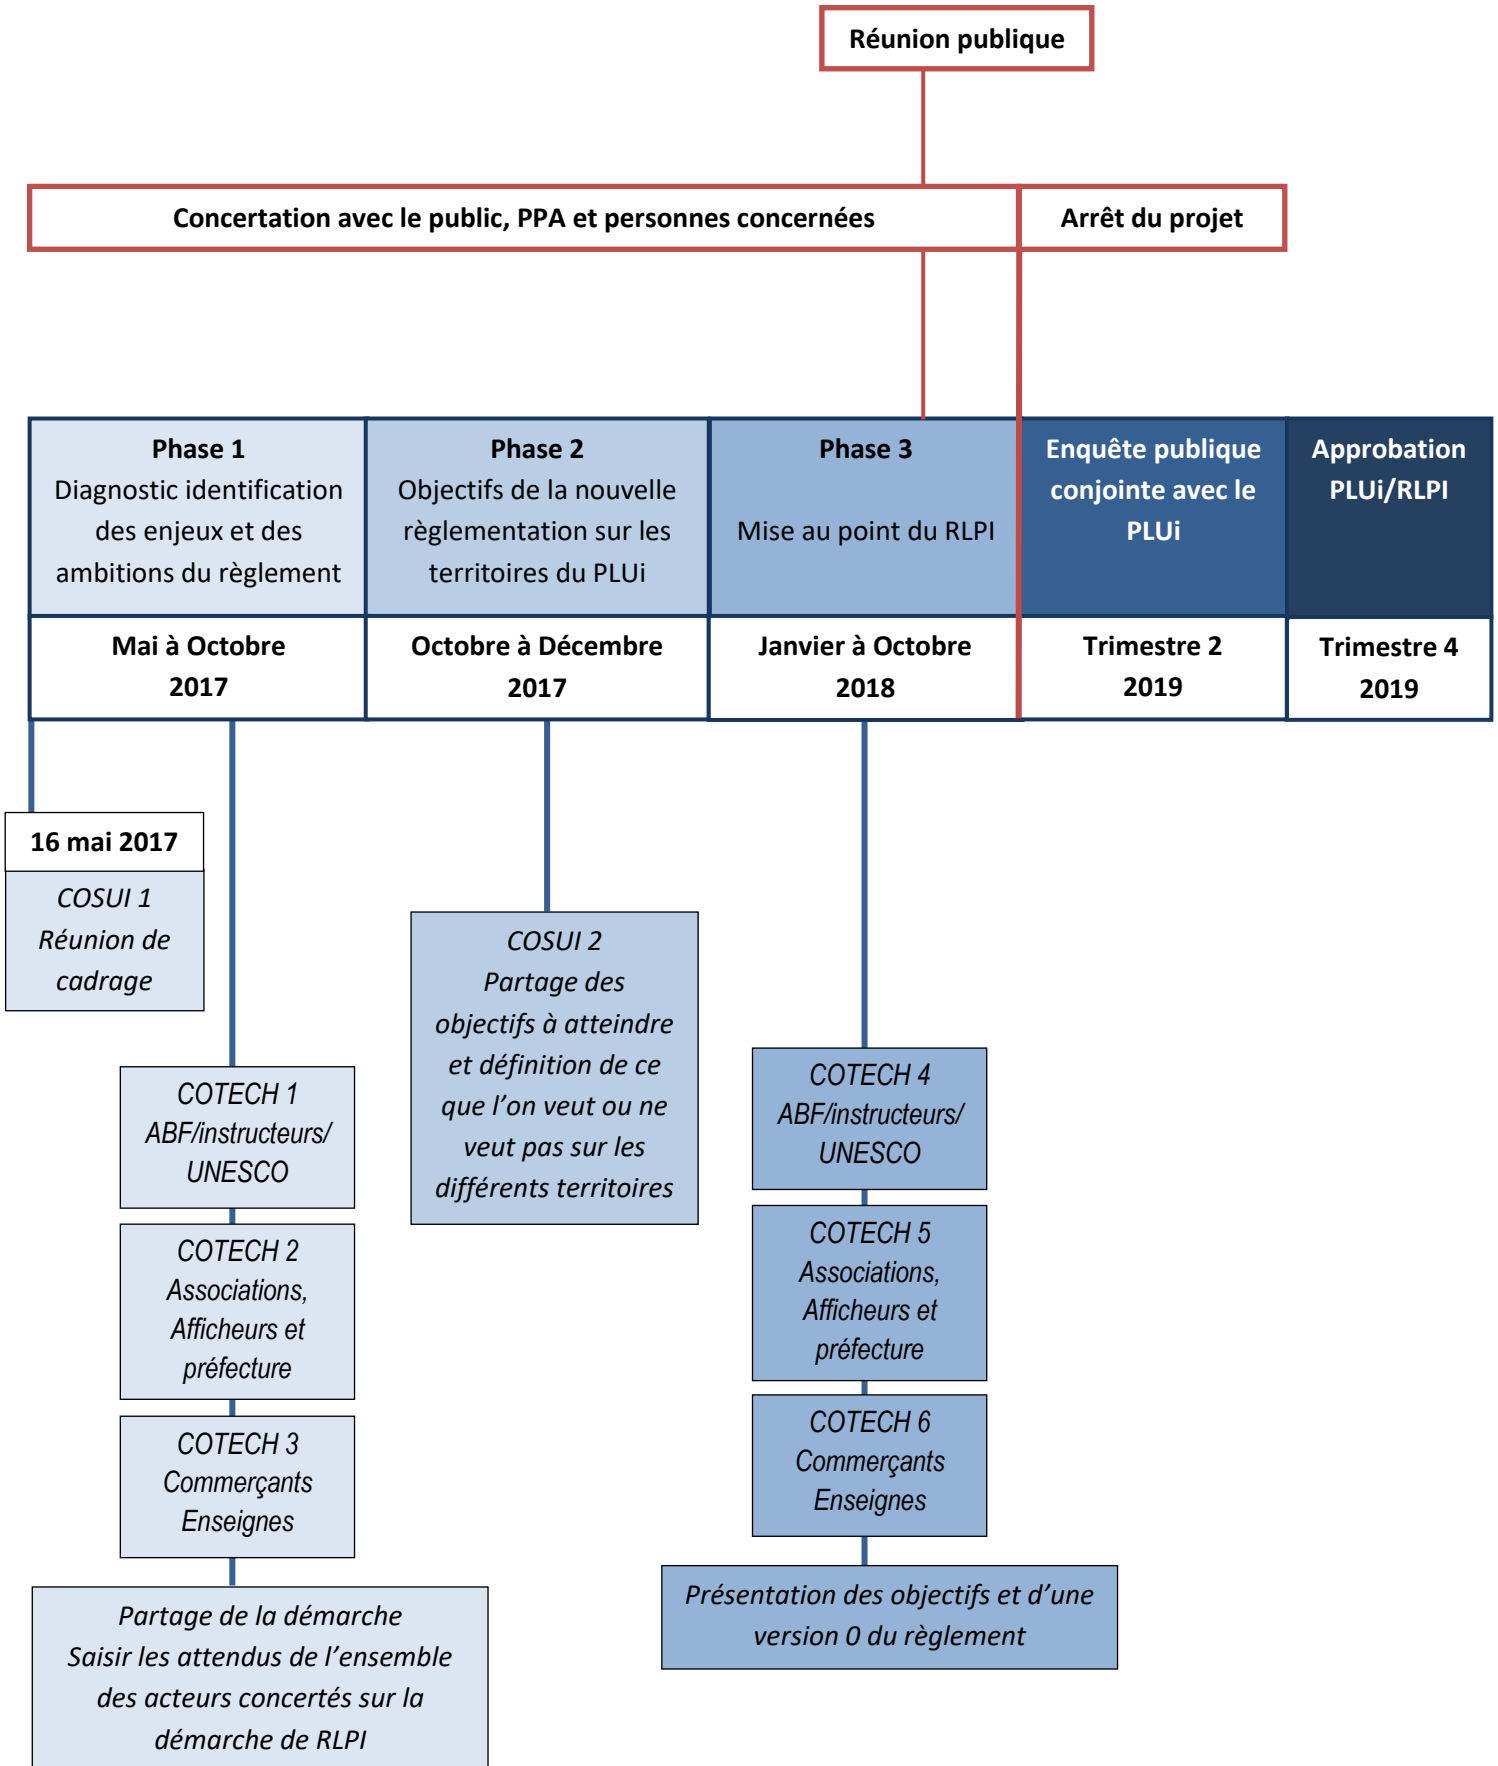 Réunion publique
Concertation avec le public, PPA et personnes concernées
Arrêt du projet
Phase 1
Diagnostic identification
des enjeux et des
ambitions du règlement
Phase 2
Objectifs de la nouvelle
règlementation sur les
territoires du PLUi
Phase 3
Mise au point du RLPI
Enquête publique
conjointe avec le
PLUi
Approbation
PLUi/RLPI
Mai à Octobre
2017
Octobre à Décembre
2017
Janvier à Octobre
2018
Trimestre 2
2019
Trimestre 4
2019
16 mai 2017
COSUI 1
Réunion de
cadrage
COTECH 1
ABF/instructeurs/
UNESCO
COTECH 2
Associations,
Afficheurs et
préfecture
COTECH 3
Commerçants
Enseignes
Partage de la démarche
Saisir les attendus de l’ensemble
des acteurs concertés sur la
démarche de RLPI
COSUI 2
Partage des
objectifs à atteindre
et définition de ce
que l’on veut ou ne
veut pas sur les
différents territoires
COTECH 4
ABF/instructeurs/
UNESCO
COTECH 5
Associations,
Afficheurs et
préfecture
COTECH 6
Commerçants
Enseignes
Présentation des objectifs et d’une
version 0 du règlement